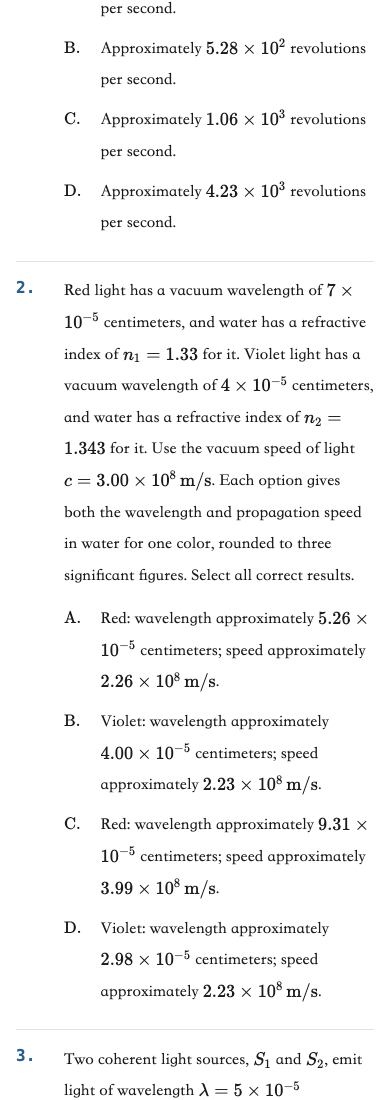 per second.
B. Approximately 5.28 × 10² revolutions
per second.
C. Approximately 1.06 × 10³ revolutions
per second.
D. Approximately 4.23 × 10³ revolutions
per second.
2. Red light has a vacuum wavelength of 7 ×
10⁻⁵ centimeters, and water has a refractive
index of n₁ = 1.33 for it. Violet light has a
vacuum wavelength of 4 × 10⁻⁵ centimeters,
and water has a refractive index of n₂ =
1.343 for it. Use the vacuum speed of light
c = 3.00 × 10⁸ m/s. Each option gives
both the wavelength and propagation speed
in water for one color, rounded to three
significant figures. Select all correct results.
A. Red: wavelength approximately 5.26 ×
10⁻⁵ centimeters; speed approximately
2.26 × 10⁸ m/s.
B. Violet: wavelength approximately
4.00 × 10⁻⁵ centimeters; speed
approximately 2.23 × 10⁸ m/s.
C. Red: wavelength approximately 9.31 ×
10⁻⁵ centimeters; speed approximately
3.99 × 10⁸ m/s.
D. Violet: wavelength approximately
2.98 × 10⁻⁵ centimeters; speed
approximately 2.23 × 10⁸ m/s.
3. Two coherent light sources, S₁ and S₂, emit
light of wavelength λ = 5 × 10⁻⁵